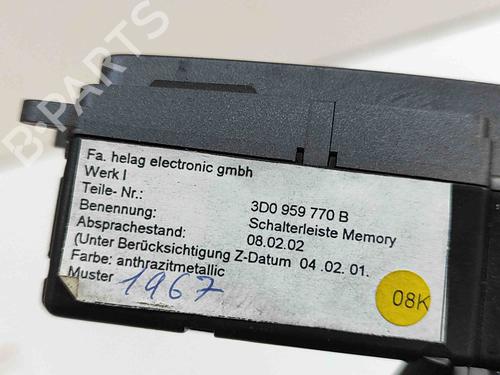 B-PARTS
Fa. helag electronic gmbh
Werk I
Teile- Nr.: 3D0 959 770 B
Benennung: Schalterleiste Memory
Absprachestand: 08.02.02
(Unter Berücksichtigung Z-Datum 04 .02. 01.
Farbe: anthrazitmetallic
Muster 1967
08K